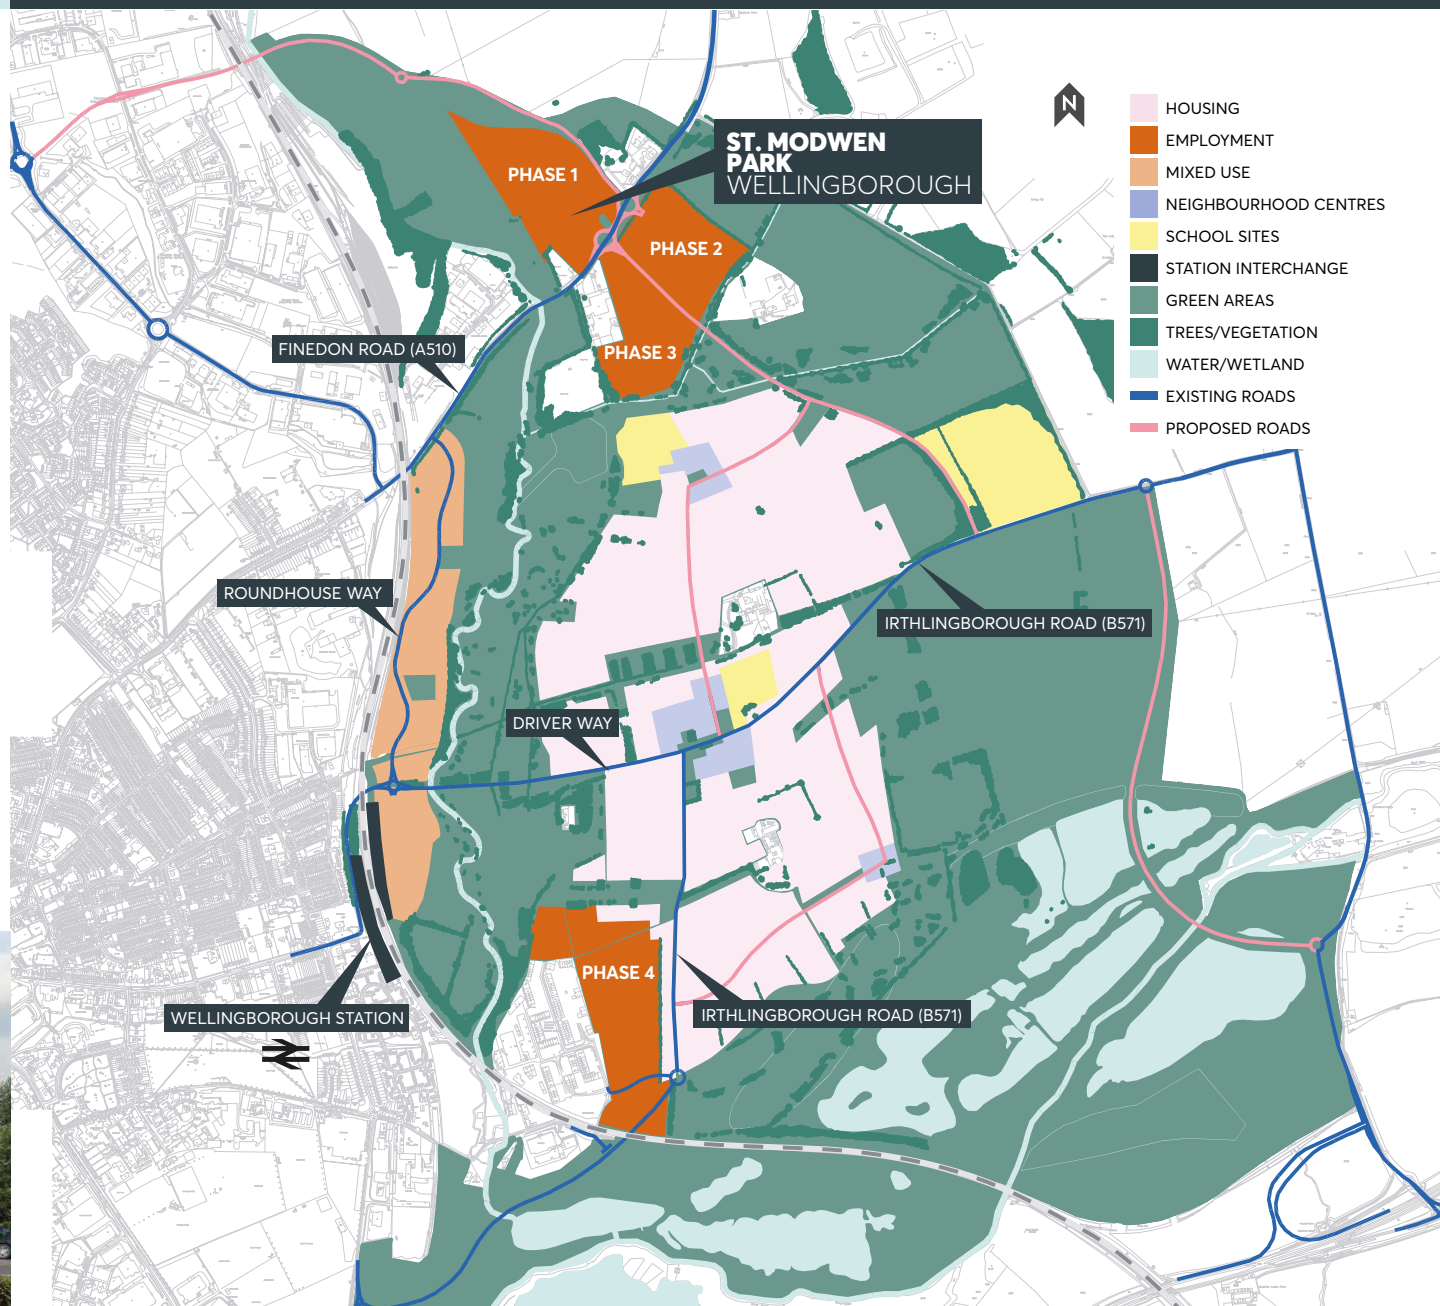 N
HOUSING
EMPLOYMENT
MIXED USE
NEIGHBOURHOOD CENTRES
SCHOOL SITES
STATION INTERCHANGE
GREEN AREAS
TREES/VEGETATION
WATER/WETLAND
EXISTING ROADS
PROPOSED ROADS
ST. MODWEN
PARK
WELLINGBOROUGH
PHASE 1
PHASE 2
FINEDON ROAD (A510)
PHASE 3
ROUNDHOUSE WAY
IRTHLINGBOROUGH ROAD (B571)
DRIVER WAY
PHASE 4
WELLINGBOROUGH STATION
IRTHLINGBOROUGH ROAD (B571)